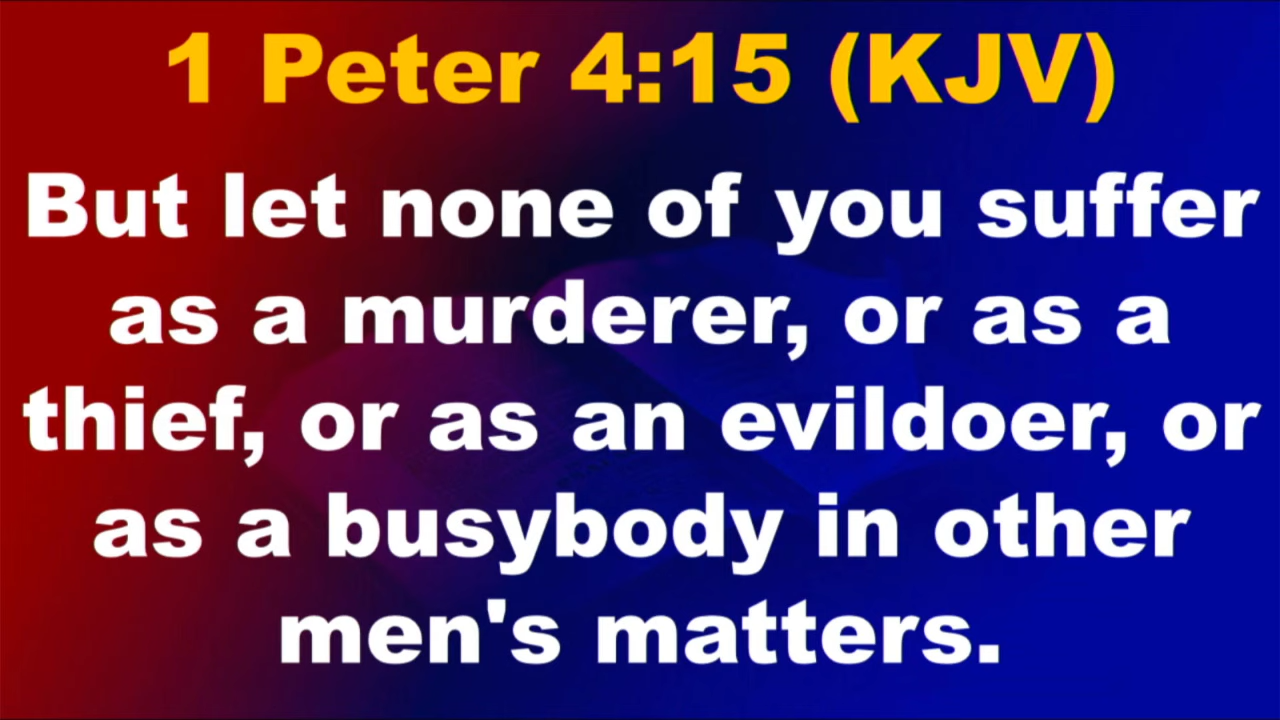 1 Peter 4:15 (KJV)
But let none of you suffer
as a murderer, or as a
thief, or as an evildoer, or
as a busybody in other
men's matters.